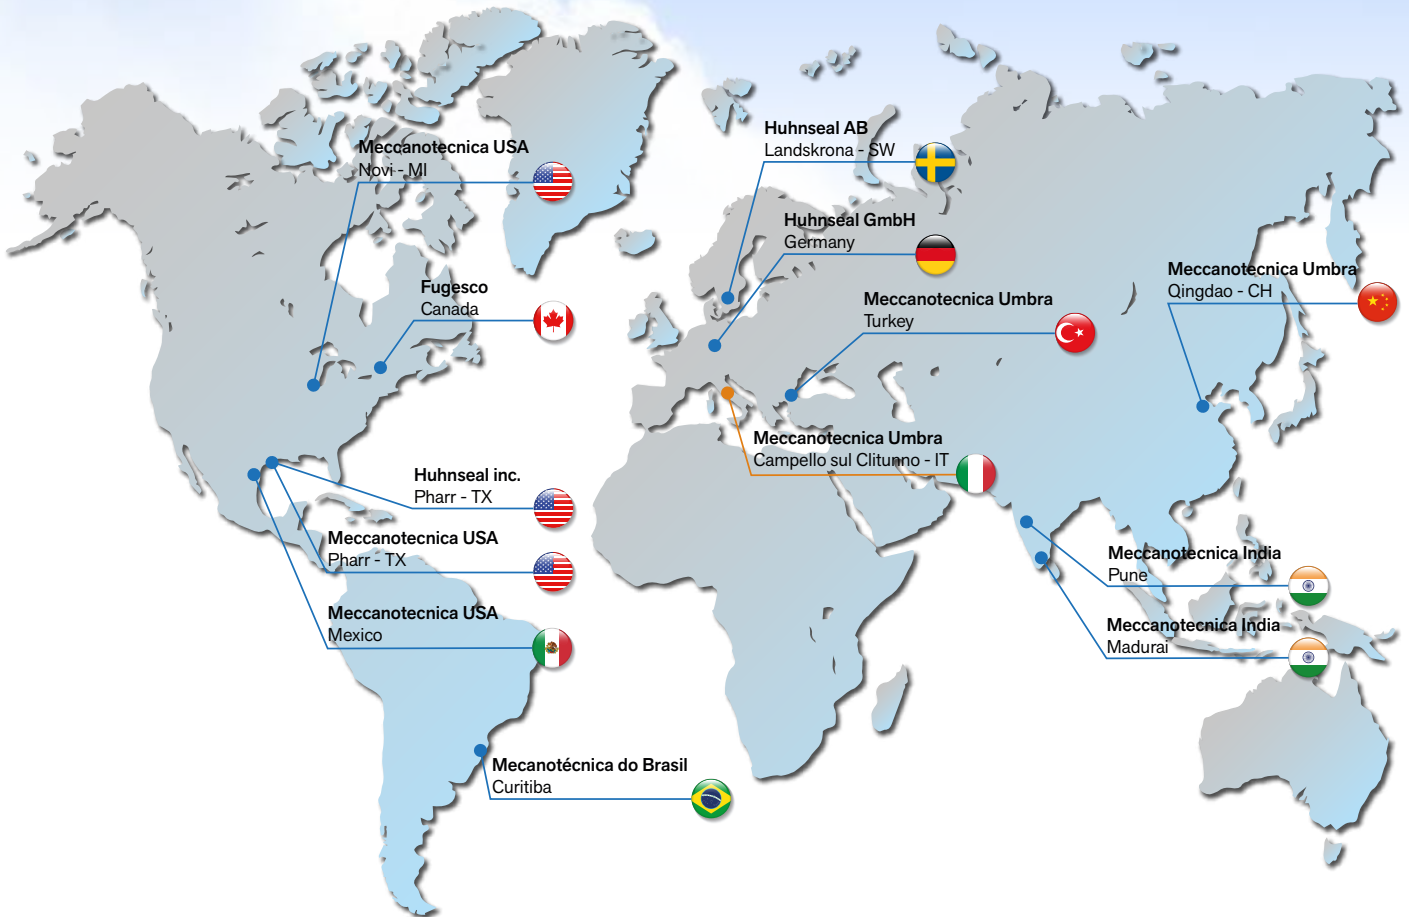 Meccanotecnica USA
Novi - MI
Huhnseal AB
Landskrona - SW
Huhnseal GmbH
Germany
Meccanotecnica Umbra
Qingdao - CH
Fugesco
Canada
Meccanotecnica Umbra
Turkey
Meccanotecnica Umbra
Campello sul Clitunno - IT
Huhnseal inc.
Pharr - TX
Meccanotecnica USA
Pharr - TX
Meccanotecnica India
Pune
Meccanotecnica USA
Mexico
Meccanotecnica India
Madurai
Mecanotécnica do Brasil
Curitiba